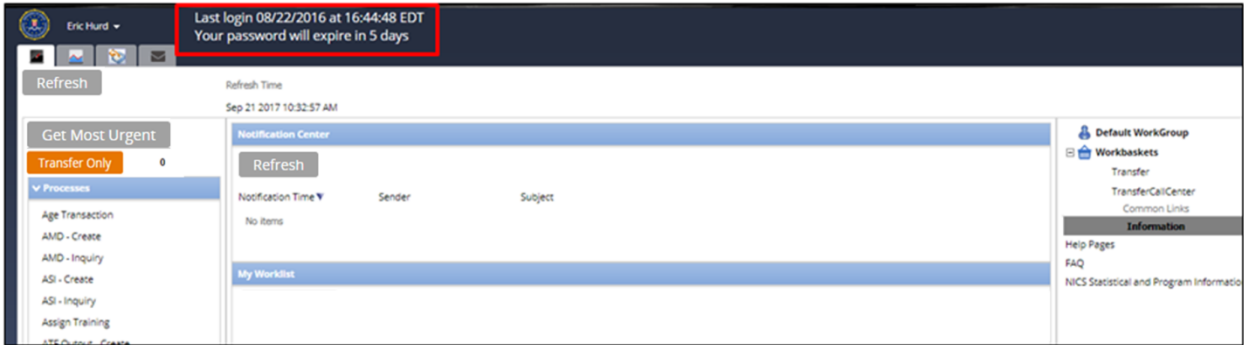 Eric Hurd
Last login 08/22/2016 at 16:44:48 EDT
Your password will expire in 5 days
Refresh
Refresh Time
Sep 21 2017 10:32:57 AM
Get Most Urgent
Transfer Only 0
Processes
Age Transaction
AMD - Create
AMD - Inquiry
ASI - Create
ASI - Inquiry
Assign Training
ATF Output - Create
Notification Center
Refresh
Notification Time Sender Subject
No items
My Worklist
Default WorkGroup
Workbaskets
Transfer
TransferCallCenter
Common Links
Information
Help Pages
FAQ
NICS Statistical and Program Informatio